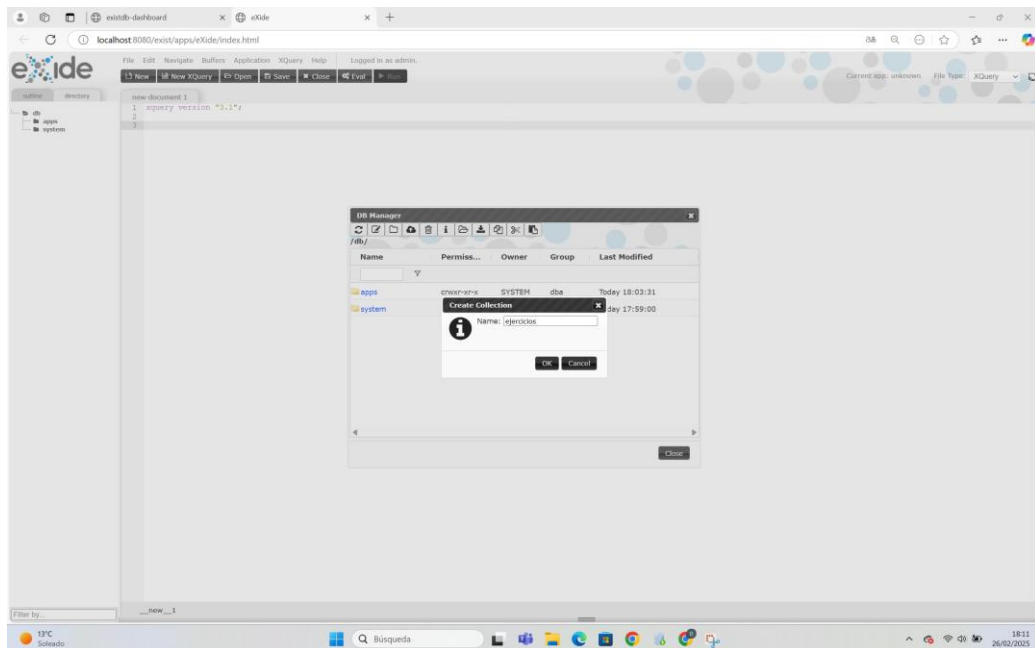 existdb-dashboard
eXide
localhost:8080/exist/apps/eXide/index.html
eXide
File Edit Navigate Buffers Application XQuery Help Logged in as admin.
New New XQuery Open Save Close Eval Run
Current app: unknown File Type: XQuery
outline directory
new-document 1
db
apps
system
1 xquery version "3.1";
2
3
DB Manager
/db/
Name Permiss... Owner Group Last Modified
apps crwxr-xr-x SYSTEM dba Today 18:03:31
system day 17:59:00
Create Collection
Name: ejercicios
OK Cancel
Close
Filter by...
__new__1
13°C
Soleado
Búsqueda
18:11
26/02/2025